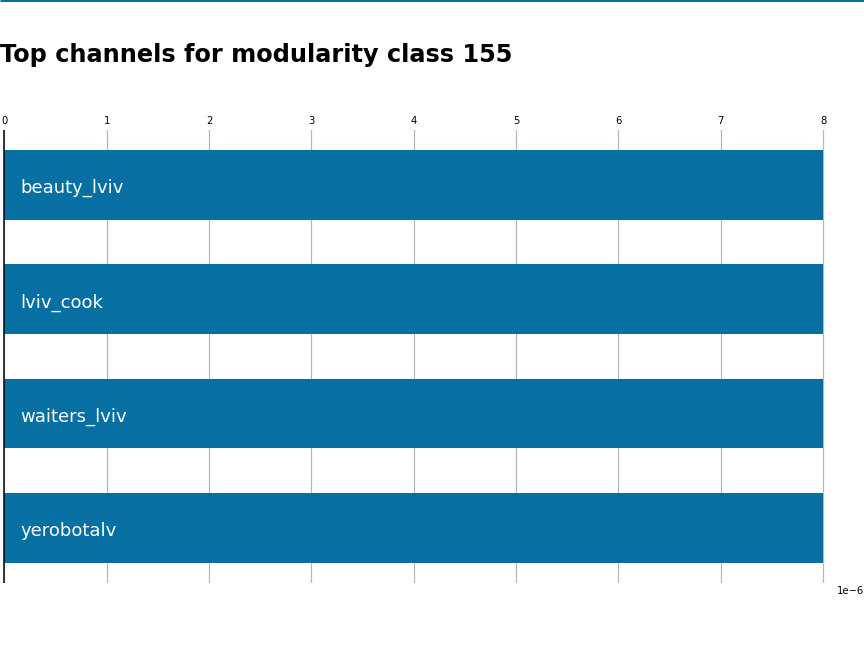 Top channels for modularity class 155
0 1 2 3 4 5 6 7 8
beauty_lviv
lviv_cook
waiters_lviv
yerobotalv
1e−6